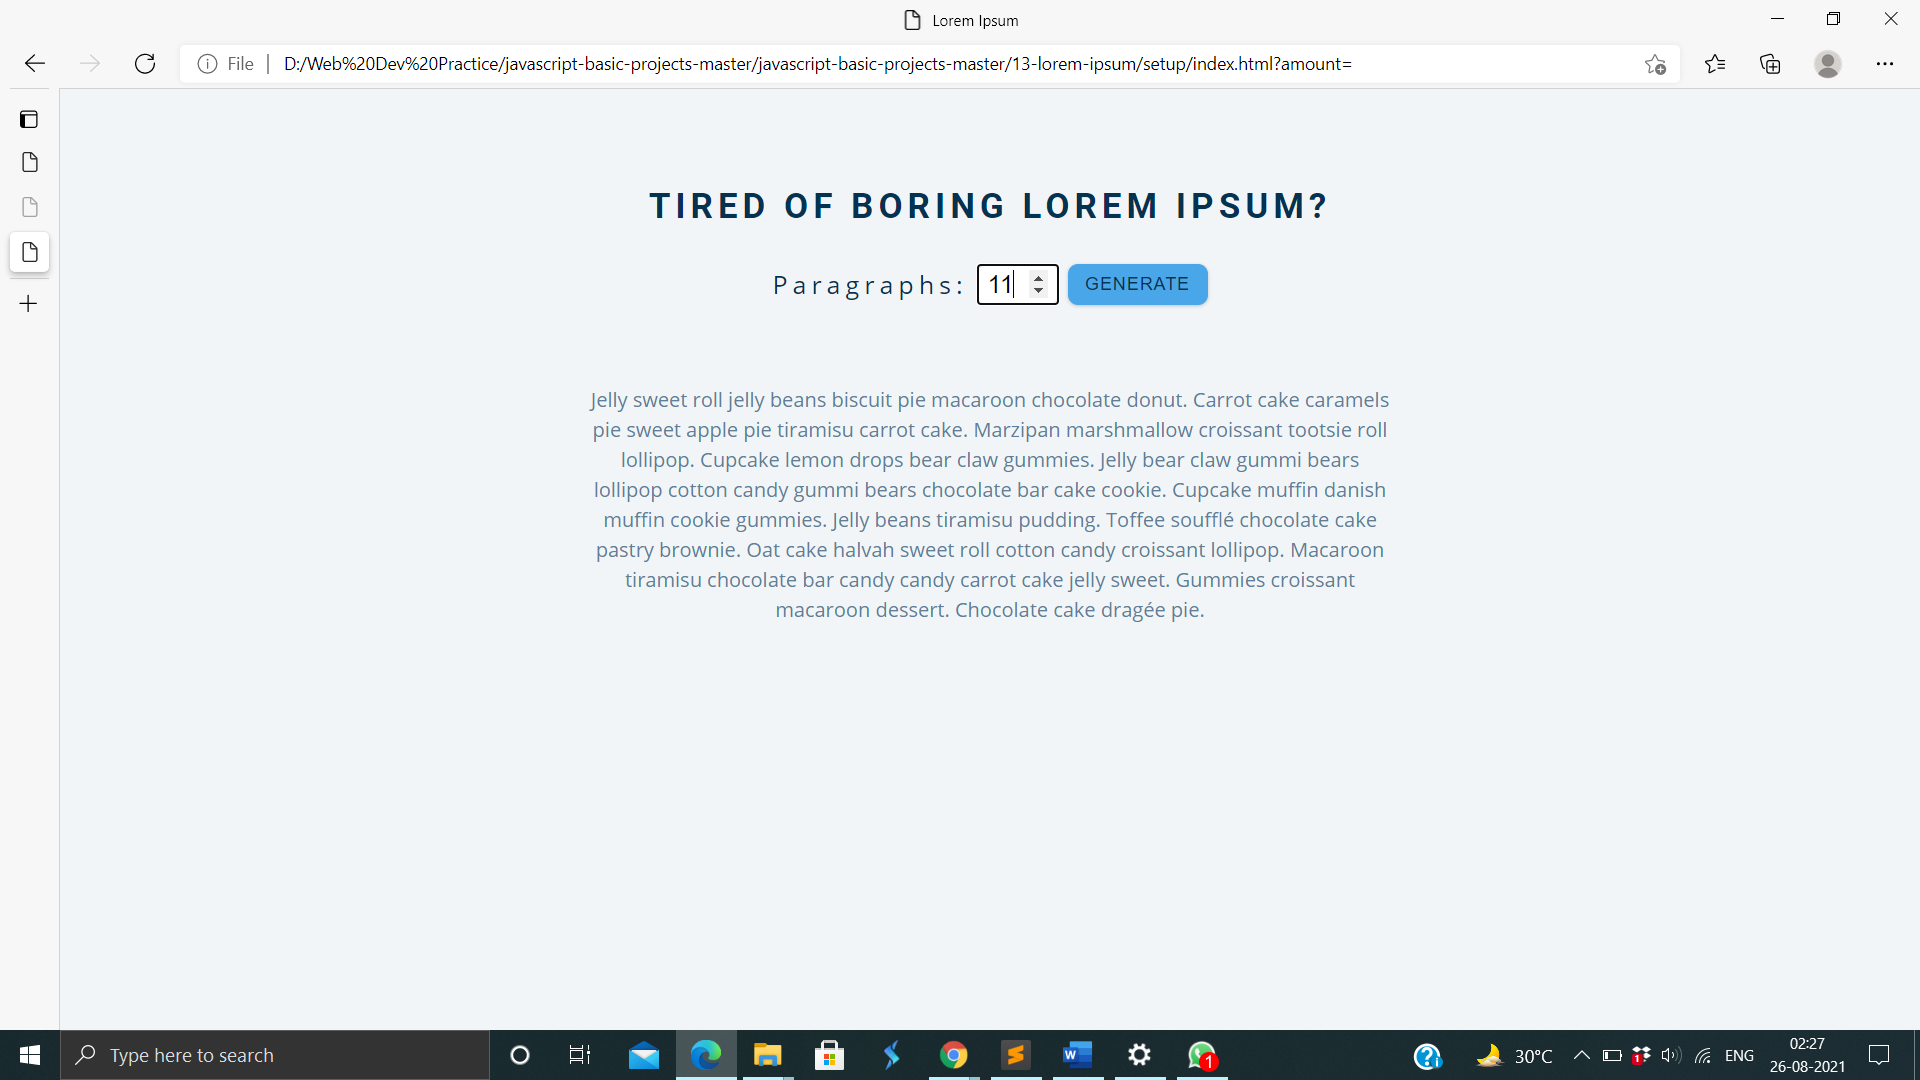 Lorem Ipsum
File
D:/Web%20Dev%20Practice/javascript-basic-projects-master/javascript-basic-projects-master/13-lorem-ipsum/setup/index.html?amount=
TIRED OF BORING LOREM IPSUM?
Paragraphs: 11 GENERATE
Jelly sweet roll jelly beans biscuit pie macaroon chocolate donut. Carrot cake caramels
pie sweet apple pie tiramisu carrot cake. Marzipan marshmallow croissant tootsie roll
lollipop. Cupcake lemon drops bear claw gummies. Jelly bear claw gummi bears
lollipop cotton candy gummi bears chocolate bar cake cookie. Cupcake muffin danish
muffin cookie gummies. Jelly beans tiramisu pudding. Toffee soufflé chocolate cake
pastry brownie. Oat cake halvah sweet roll cotton candy croissant lollipop. Macaroon
tiramisu chocolate bar candy candy carrot cake jelly sweet. Gummies croissant
macaroon dessert. Chocolate cake dragée pie.
Type here to search
W
1
30°C
1
ENG
02:27
26-08-2021